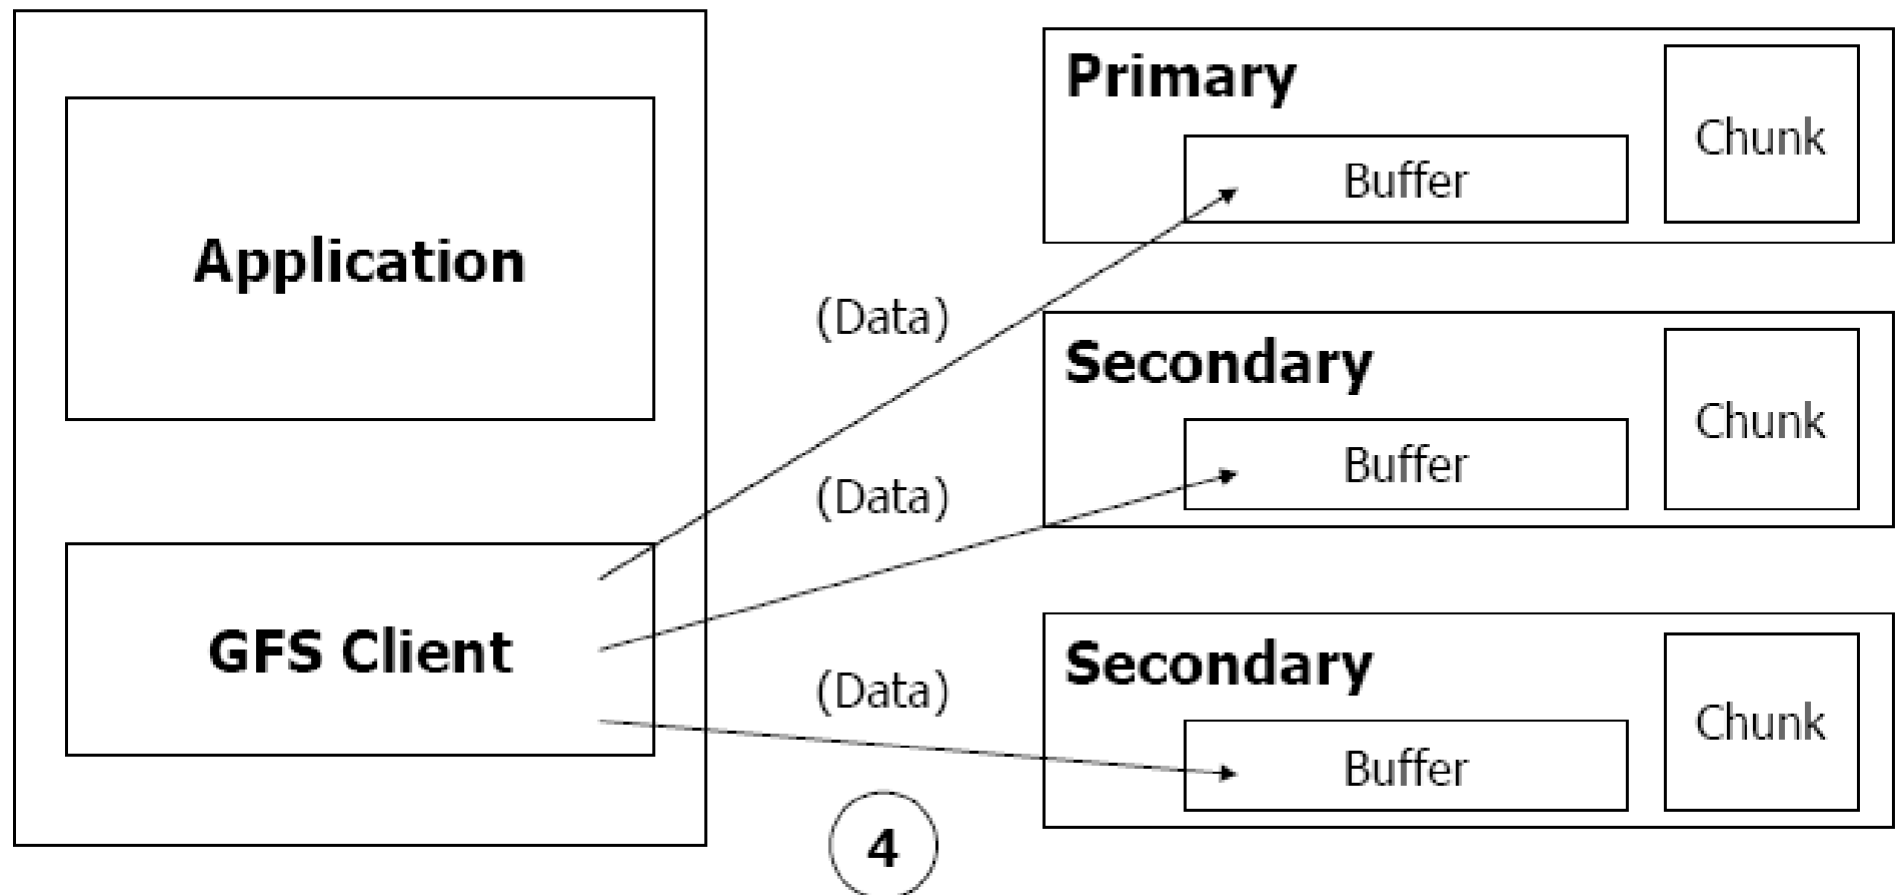 Application
GFS Client
(Data)
(Data)
(Data)
4
Primary
Buffer
Chunk
Secondary
Buffer
Chunk
Secondary
Buffer
Chunk